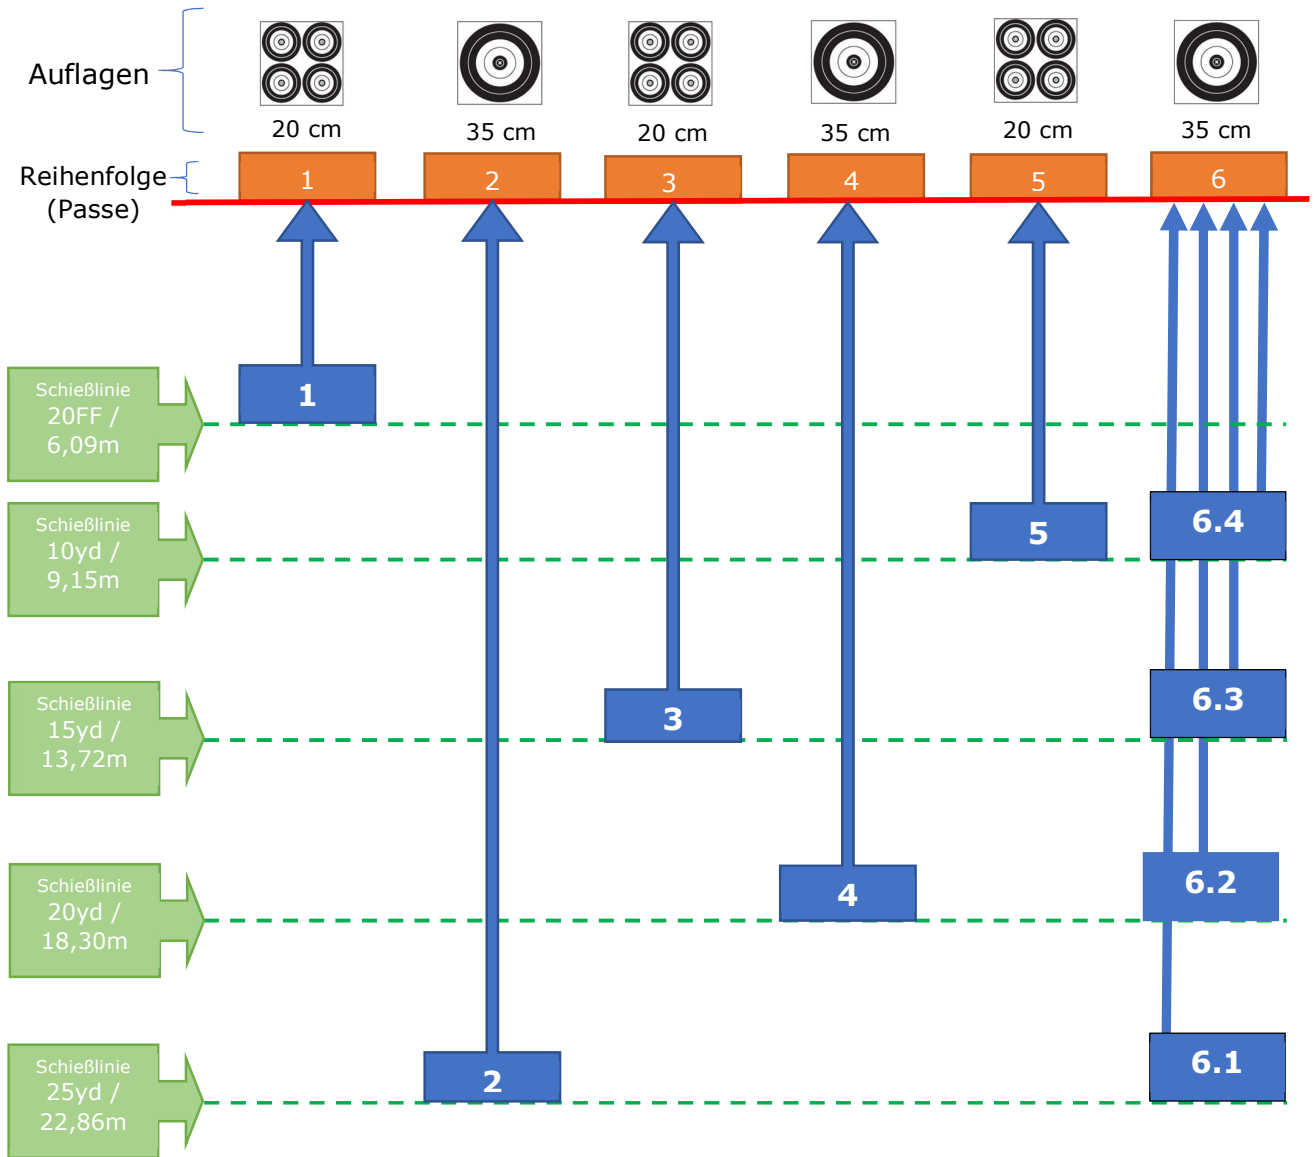 Auflagen
20 cm
35 cm
20 cm
35 cm
20 cm
35 cm
Reihenfolge
(Passe)
1
2
3
4
5
6
Schießlinie
20FF /
6,09m
1
Schießlinie
10yd /
9,15m
5
6.4
Schießlinie
15yd /
13,72m
3
6.3
Schießlinie
20yd /
18,30m
4
6.2
Schießlinie
25yd /
22,86m
2
6.1